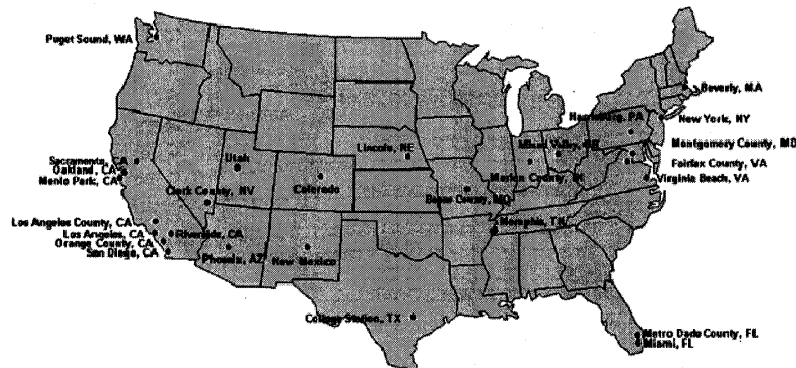 Puget Sound, WA
Beverly, MA
Harrisburg, PA
New York, NY
Lincoln, NE
Miami Valley, OH
Montgomery County, MD
Sacramento, CA
Utah
Oakland, CA
Fairfax County, VA
Menlo Park, CA
Colorado
Marion County, IN
Virginia Beach, VA
Clark County, NV
Boone County, MO
Los Angeles County, CA
Memphis, TN
Los Angeles, CA
Riverside, CA
Orange County, CA
San Diego, CA
Phoenix, AZ
New Mexico
College Station, TX
Metro Dade County, FL
Miami, FL